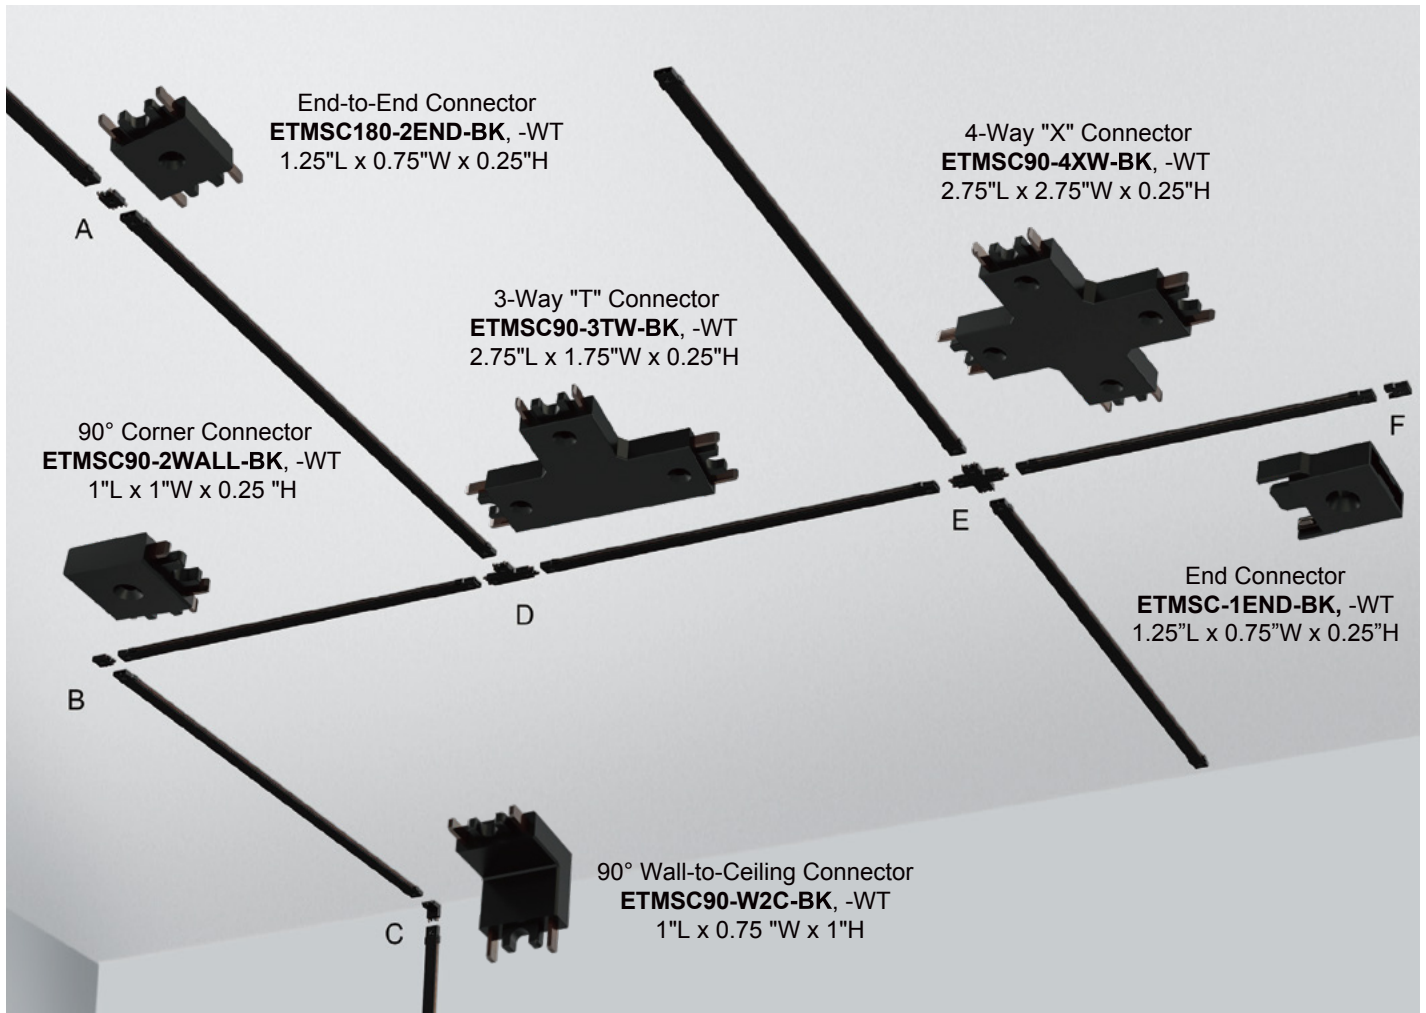 End-to-End Connector
ETMSC180-2END-BK, -WT
1.25"L x 0.75"W x 0.25"H
A
4-Way "X" Connector
ETMSC90-4XW-BK, -WT
2.75"L x 2.75"W x 0.25"H
3-Way "T" Connector
ETMSC90-3TW-BK, -WT
2.75"L x 1.75"W x 0.25"H
90° Corner Connector
ETMSC90-2WALL-BK, -WT
1"L x 1"W x 0.25 "H
F
E
End Connector
ETMSC-1END-BK, -WT
1.25”L x 0.75”W x 0.25”H
D
B
90° Wall-to-Ceiling Connector
ETMSC90-W2C-BK, -WT
1"L x 0.75 "W x 1"H
C